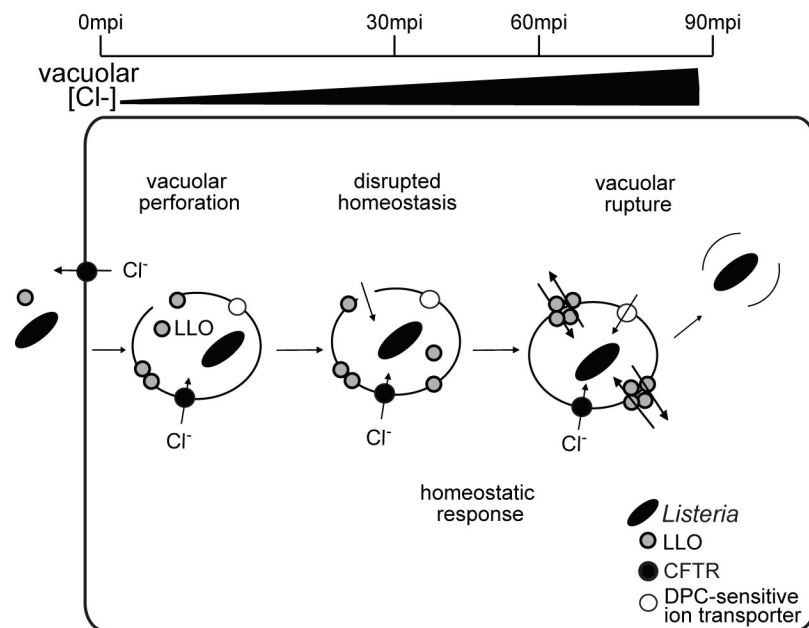 0mpi 30mpi 60mpi 90mpi
vacuolar
[Cl-]
vacuolar
perforation
disrupted
homeostasis
vacuolar
rupture
Cl⁻
LLO
Cl⁻
Cl⁻
Cl⁻
homeostatic
response
Listeria
LLO
CFTR
DPC-sensitive
ion transporter